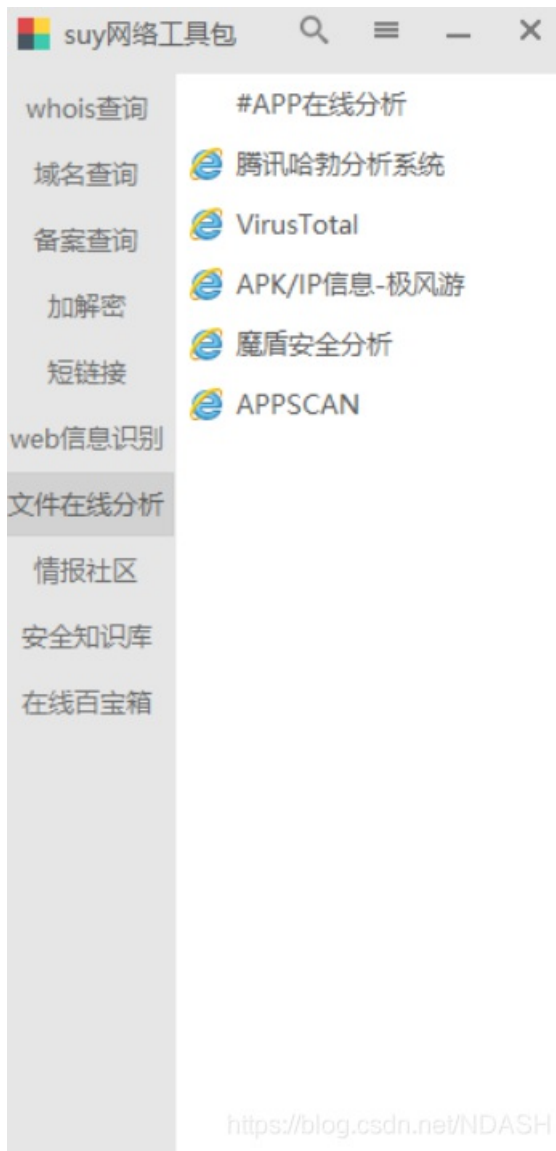 suy网络工具包
whois查询
域名查询
备案查询
加解密
短链接
web信息识别
文件在线分析
情报社区
安全知识库
在线百宝箱
#APP在线分析
腾讯哈勃分析系统
VirusTotal
APK/IP信息-极风游
魔盾安全分析
APPSCAN
https://blog.csdn.net/NDASH